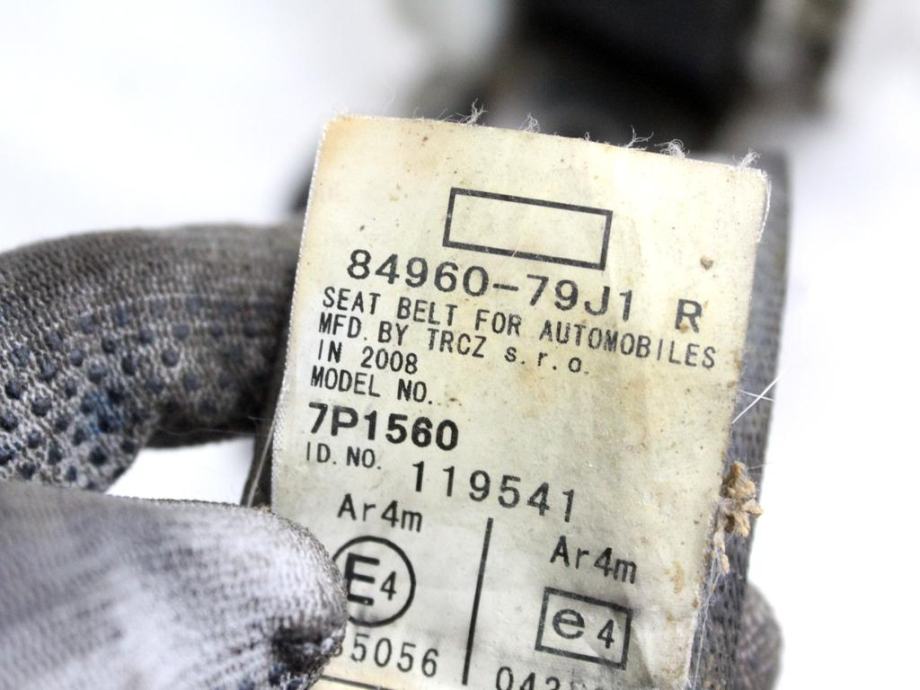 84960-79J1 R
SEAT BELT FOR AUTOMOBILES
MFD. BY TRCZ s.r.o.
IN 2008
MODEL NO.
7P1560
ID. NO. 119541
Ar4m Ar4m
E4 e4